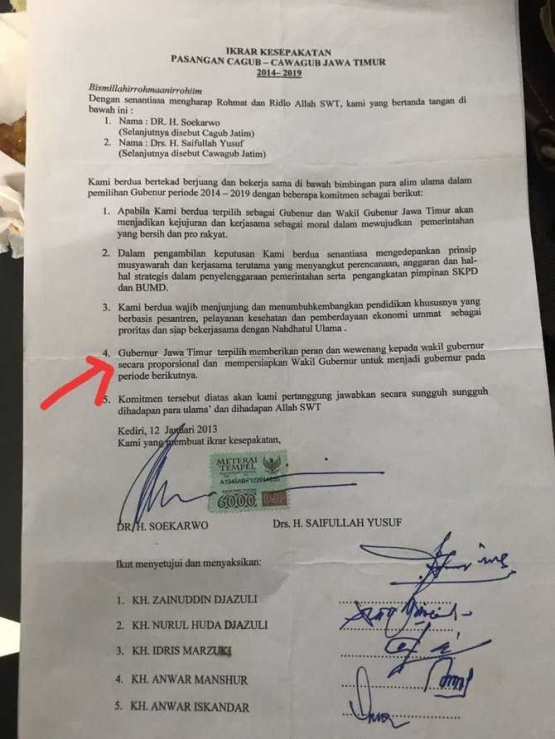 IKRAR KESEPAKATAN
PASANGAN CAGUB – CAWAGUB JAWA TIMUR
2014– 2019
Bismillahirrohmaanirrohiim
Dengan senantiasa mengharap Rohmat dan Ridlo Allah SWT, kami yang bertanda tangan di
bawah ini :
1. Nama : DR. H. Soekarwo
(Selanjutnya disebut Cagub Jatim)
2. Nama : Drs. H. Saifullah Yusuf
(Selanjutnya disebut Cawagub Jatim)
Kami berdua bertekad berjuang dan bekerja sama di bawah bimbingan para alim ulama dalam
pemilihan Gubenur periode 2014 – 2019 dengan beberapa komitmen sebagai berikut:
1. Apabila Kami berdua terpilih sebagai Gubenur dan Wakil Gubenur Jawa Timur akan
menjadikan kejujuran dan kerjasama sebagai moral dalam mewujudkan pemerintahan
yang bersih dan pro rakyat.
2. Dalam pengambilan keputusan Kami berdua senantiasa mengedepankan prinsip
musyawarah dan kerjasama terutama yang menyangkut perencanaan, anggaran dan hal-
hal strategis dalam penyelenggaraan pemerintahan serta pengangkatan pimpinan SKPD
dan BUMD.
3. Kami berdua wajib menjunjung dan menumbuhkembangkan pendidikan khususnya yang
berbasis pesantren, pelayanan kesehatan dan pemberdayaan ekonomi ummat sebagai
proritas dan siap bekerjasama dengan Nahdhatul Ulama .
4. Gubernur Jawa Timur terpilih memberikan peran dan wewenang kepada wakil gubernur
secara proporsional dan mempersiapkan Wakil Gubernur untuk menjadi gubernur pada
periode berikutnya.
5. Komitmen tersebut diatas akan kami pertanggung jawabkan secara sungguh sungguh
dihadapan para ulama' dan dihadapan Allah SWT
Kediri, 12 Januari 2013
Kami yang membuat ikrar kesepakatan,
METERAI
TEMPEL
6000
DR. H. SOEKARWO Drs. H. SAIFULLAH YUSUF
Ikut menyetujui dan menyaksikan:
1. KH. ZAINUDDIN DJAZULI
2. KH. NURUL HUDA DJAZULI
3. KH. IDRIS MARZUKI
4. KH. ANWAR MANSHUR
5. KH. ANWAR ISKANDAR